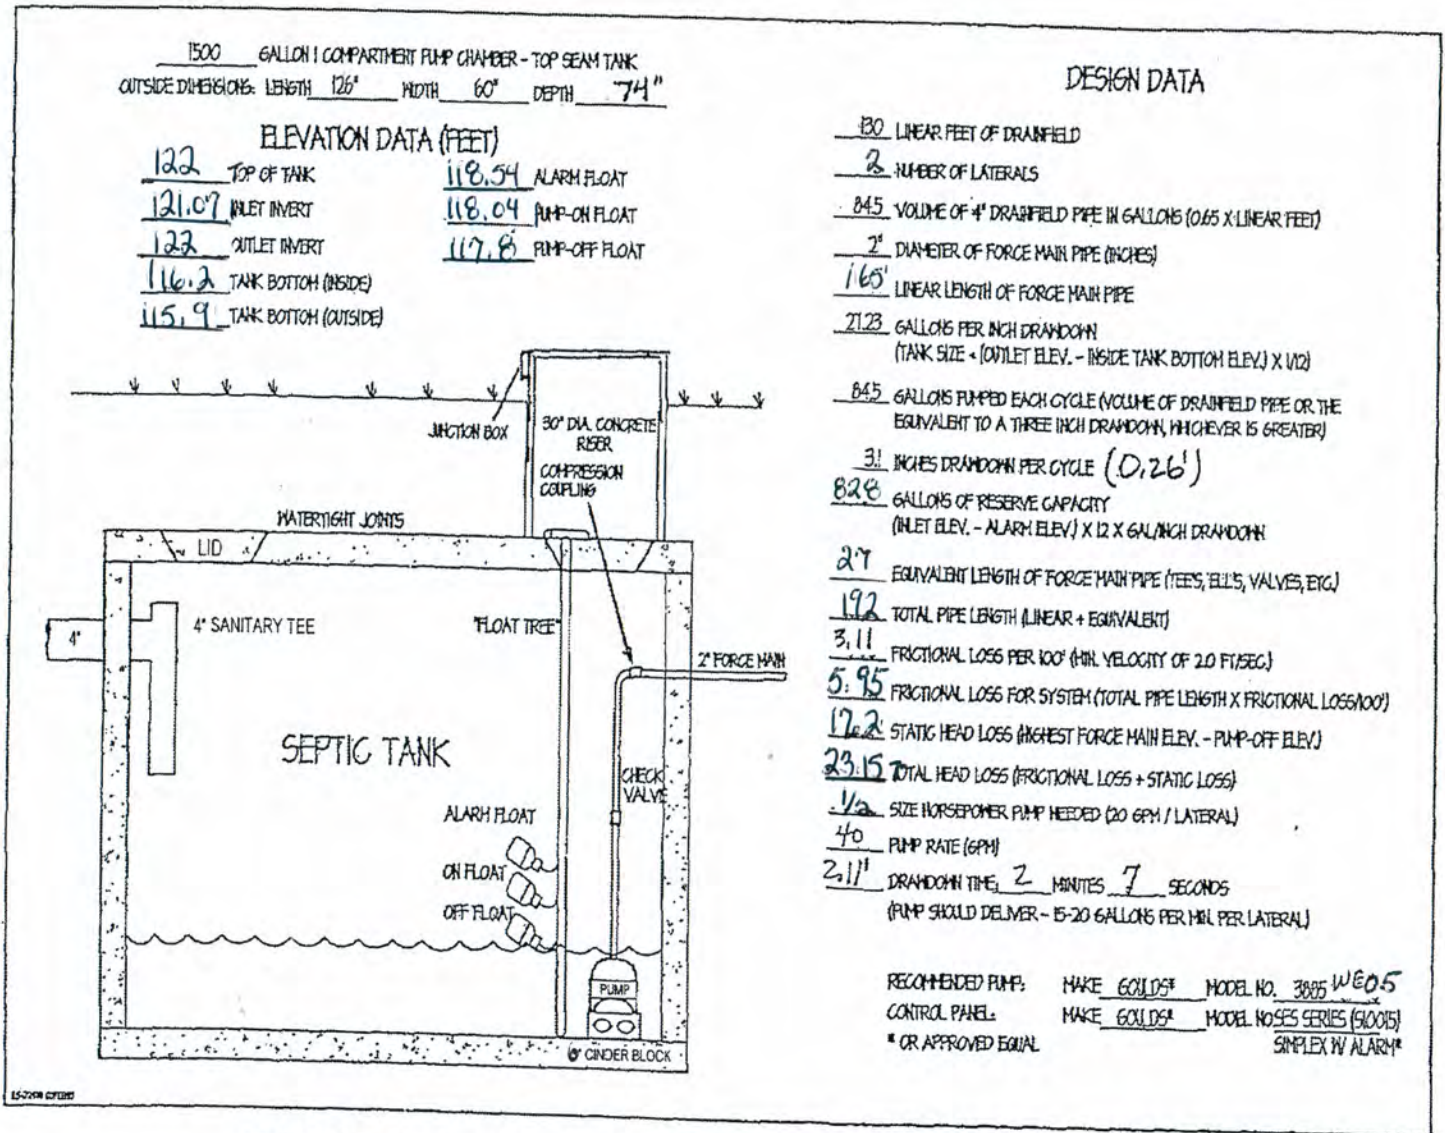 1500 GALLON 1 COMPARTMENT PUMP CHAMBER - TOP SEAM TANK
OUTSIDE DIMENSIONS: LENGTH 126" WIDTH 60" DEPTH 74"
ELEVATION DATA (FEET)
122 TOP OF TANK
121.07 INLET INVERT
122 OUTLET INVERT
116.2 TANK BOTTOM (INSIDE)
115.9 TANK BOTTOM (OUTSIDE)
118.54 ALARM FLOAT
118.04 PUMP-ON FLOAT
117.8 PUMP-OFF FLOAT
JUNCTION BOX
30" DIA. CONCRETE
RISER
COMPRESSION
COUPLING
WATERTIGHT JOINTS
LID
4"
4" SANITARY TEE
"FLOAT TREE"
2" FORCE MAIN
SEPTIC TANK
CHECK
VALVE
ALARM FLOAT
ON FLOAT
OFF FLOAT
PUMP
6" CINDER BLOCK
DESIGN DATA
130 LINEAR FEET OF DRAINFIELD
2 NUMBER OF LATERALS
84.5 VOLUME OF 4" DRAINFIELD PIPE IN GALLONS (0.65 X LINEAR FEET)
2" DIAMETER OF FORCE MAIN PIPE (INCHES)
165' LINEAR LENGTH OF FORCE MAIN PIPE
27.23 GALLONS PER INCH DRAWDOWN
(TANK SIZE ÷ (OUTLET ELEV. - INSIDE TANK BOTTOM ELEV.) X 1/12)
84.5 GALLONS PUMPED EACH CYCLE (VOLUME OF DRAINFIELD PIPE OR THE
EQUIVALENT TO A THREE INCH DRAWDOWN, WHICHEVER IS GREATER)
3.1 INCHES DRAWDOWN PER CYCLE (0.26')
828 GALLONS OF RESERVE CAPACITY
(INLET ELEV. - ALARM ELEV.) X 12 X GAL/INCH DRAWDOWN
27 EQUIVALENT LENGTH OF FORCE MAIN PIPE (TEES, ELL'S, VALVES, ETC.)
192 TOTAL PIPE LENGTH (LINEAR + EQUIVALENT)
3.11 FRICTIONAL LOSS PER 100' (MIN. VELOCITY OF 2.0 FT/SEC.)
5.95 FRICTIONAL LOSS FOR SYSTEM (TOTAL PIPE LENGTH X FRICTIONAL LOSS/100')
17.2 STATIC HEAD LOSS (HIGHEST FORCE MAIN ELEV. - PUMP-OFF ELEV.)
23.15 TOTAL HEAD LOSS (FRICTIONAL LOSS + STATIC LOSS)
1/2 SIZE HORSEPOWER PUMP NEEDED (20 GPM / LATERAL)
40 PUMP RATE (GPM)
2.11' DRAWDOWN TIME, 2 MINUTES 7 SECONDS
(PUMP SHOULD DELIVER - 15-20 GALLONS PER MIN. PER LATERAL)
RECOMMENDED PUMP: MAKE GOULDS* MODEL NO. 3885 WE05
CONTROL PANEL: MAKE GOULDS* MODEL NO. SES SERIES (S10015)
* OR APPROVED EQUAL SIMPLEX W/ ALARM*